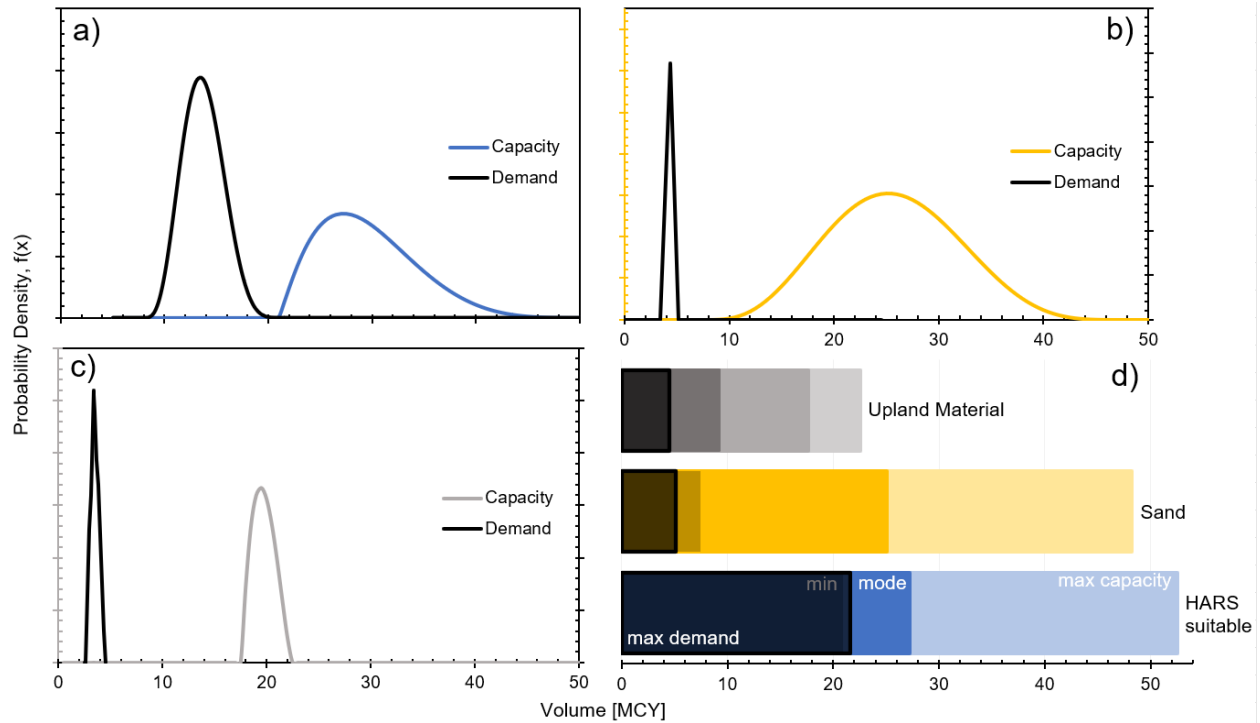 a)
Capacity
Demand
b)
Capacity
Demand
0 10 20 30 40 50
Probability Density, f(x)
c)
Capacity
Demand
0 10 20 30 40 50
d)
Upland Material
Sand
min
mode
max capacity
max demand
HARS
suitable
0 10 20 30 40 50
Volume [MCY]